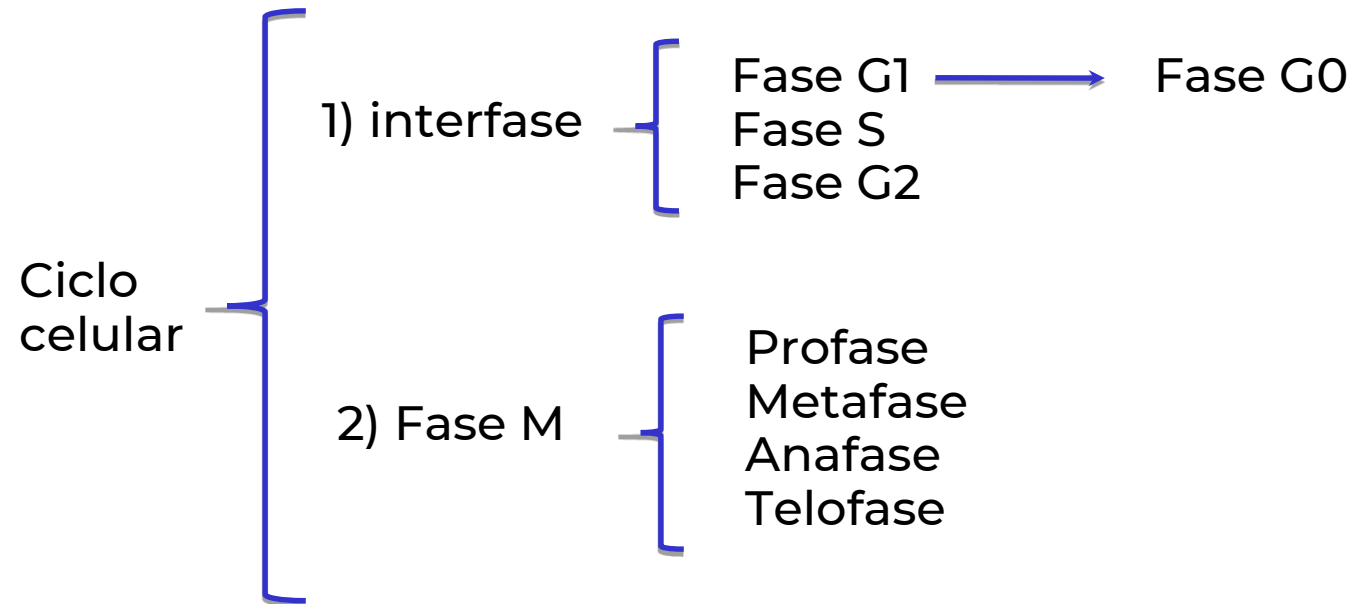 Ciclo
celular
1) interfase
Fase G1
Fase G0
Fase S
Fase G2
2) Fase M
Profase
Metafase
Anafase
Telofase